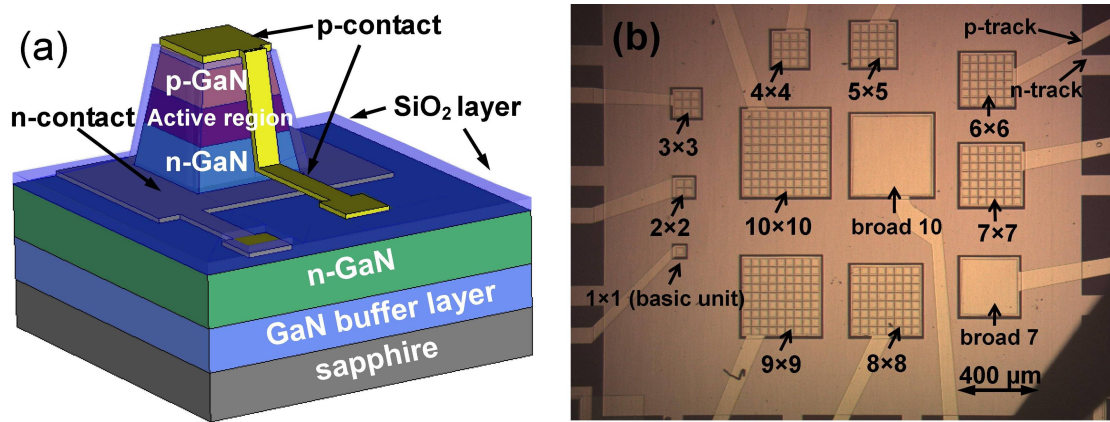 (a)
p-contact
p-GaN
Active region
n-GaN
SiO₂ layer
n-contact
n-GaN
GaN buffer layer
sapphire
(b)
p-track
n-track
4×4
5×5
6×6
3×3
2×2
10×10
broad 10
7×7
1×1 (basic unit)
9×9
8×8
broad 7
400 μm